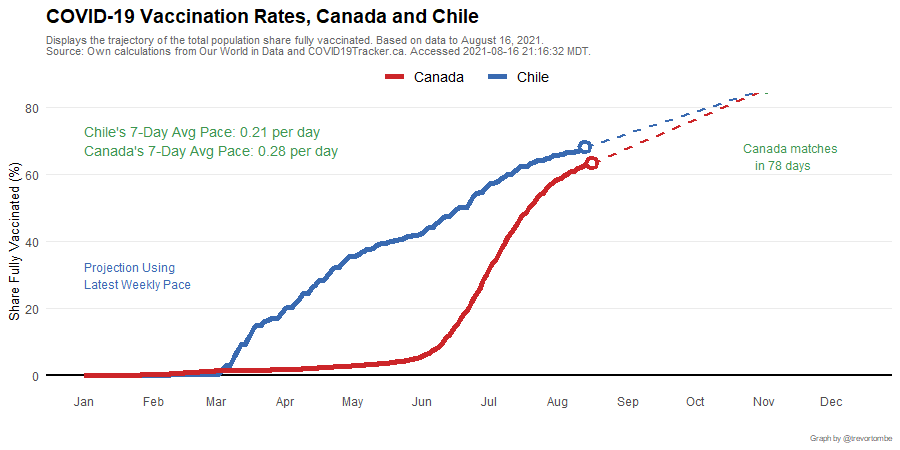 COVID-19 Vaccination Rates, Canada and Chile
Displays the trajectory of the total population share fully vaccinated. Based on data to August 16, 2021.
Source: Own calculations from Our World in Data and COVID19Tracker.ca. Accessed 2021-08-16 21:16:32 MDT.
Canada Chile
80
Chile's 7-Day Avg Pace: 0.21 per day
Canada's 7-Day Avg Pace: 0.28 per day
Canada matches
in 78 days
60
Share Fully Vaccinated (%)
40
Projection Using
Latest Weekly Pace
20
0
Jan Feb Mar Apr May Jun Jul Aug Sep Oct Nov Dec
Graph by @trevortombe